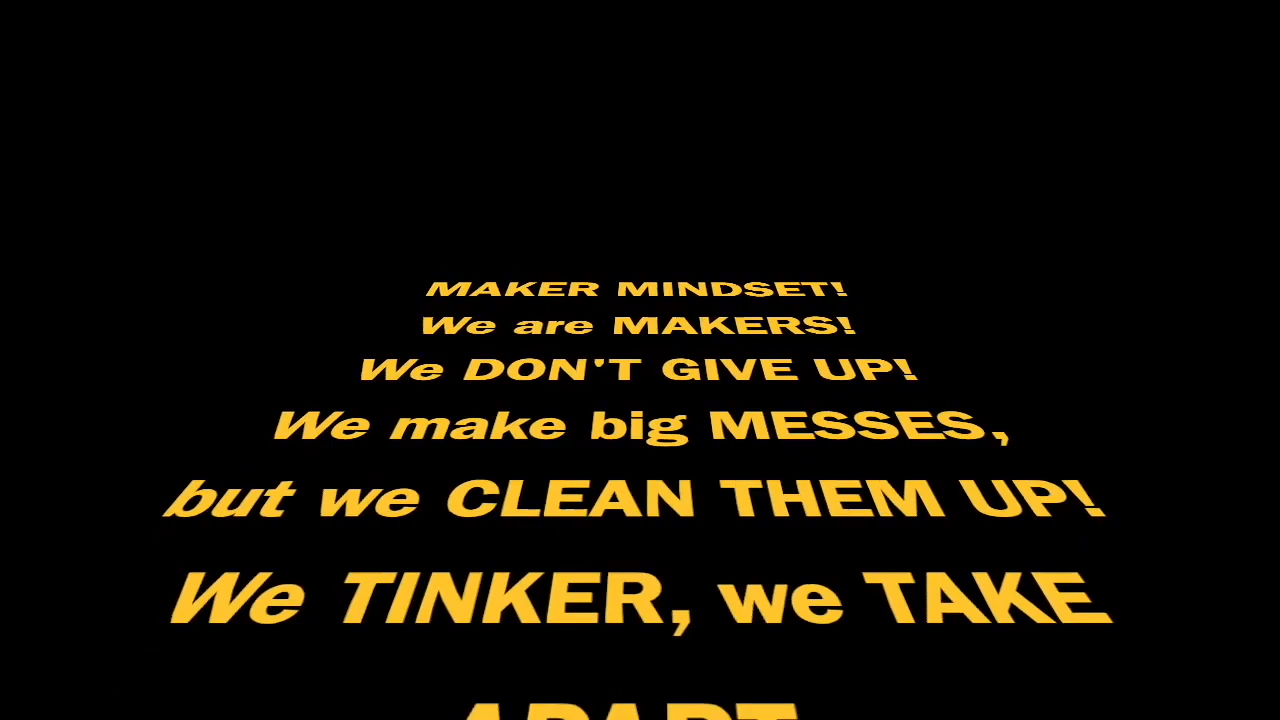 MAKER MINDSET!
We are MAKERS!
We DON'T GIVE UP!
We make big MESSES,
but we CLEAN THEM UP!
We TINKER, we TAKE
APART